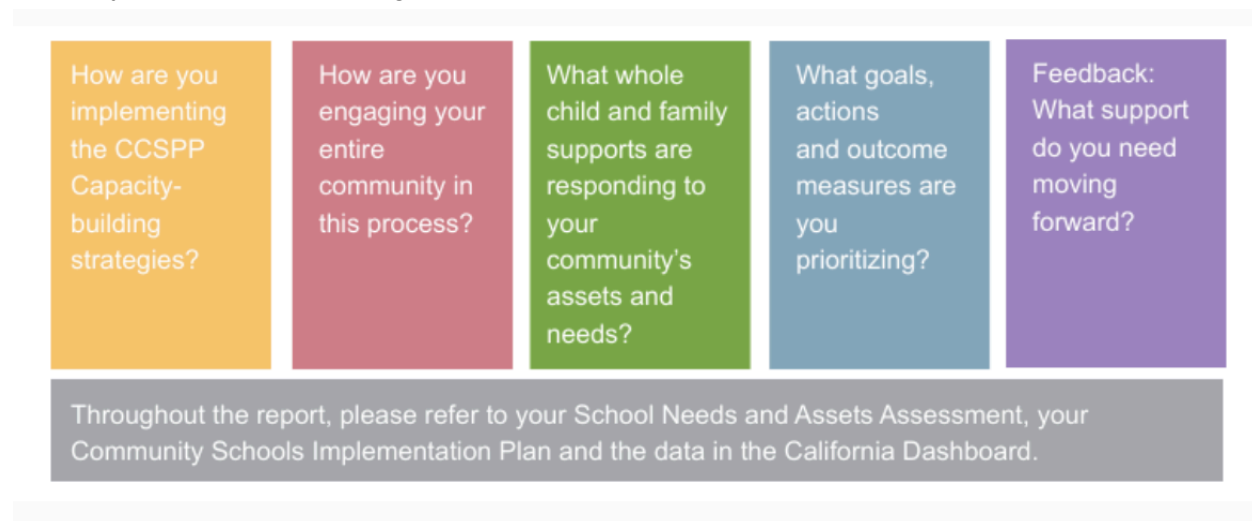 How are you
implementing
the CCSPP
Capacity-
building
strategies?
How are you
engaging your
entire
community in
this process?
What whole
child and family
supports are
responding to
your
community's
assets and
needs?
What goals,
actions
and outcome
measures are
you
prioritizing?
Feedback:
What support
do you need
moving
forward?
Throughout the report, please refer to your School Needs and Assets Assessment, your
Community Schools Implementation Plan and the data in the California Dashboard.